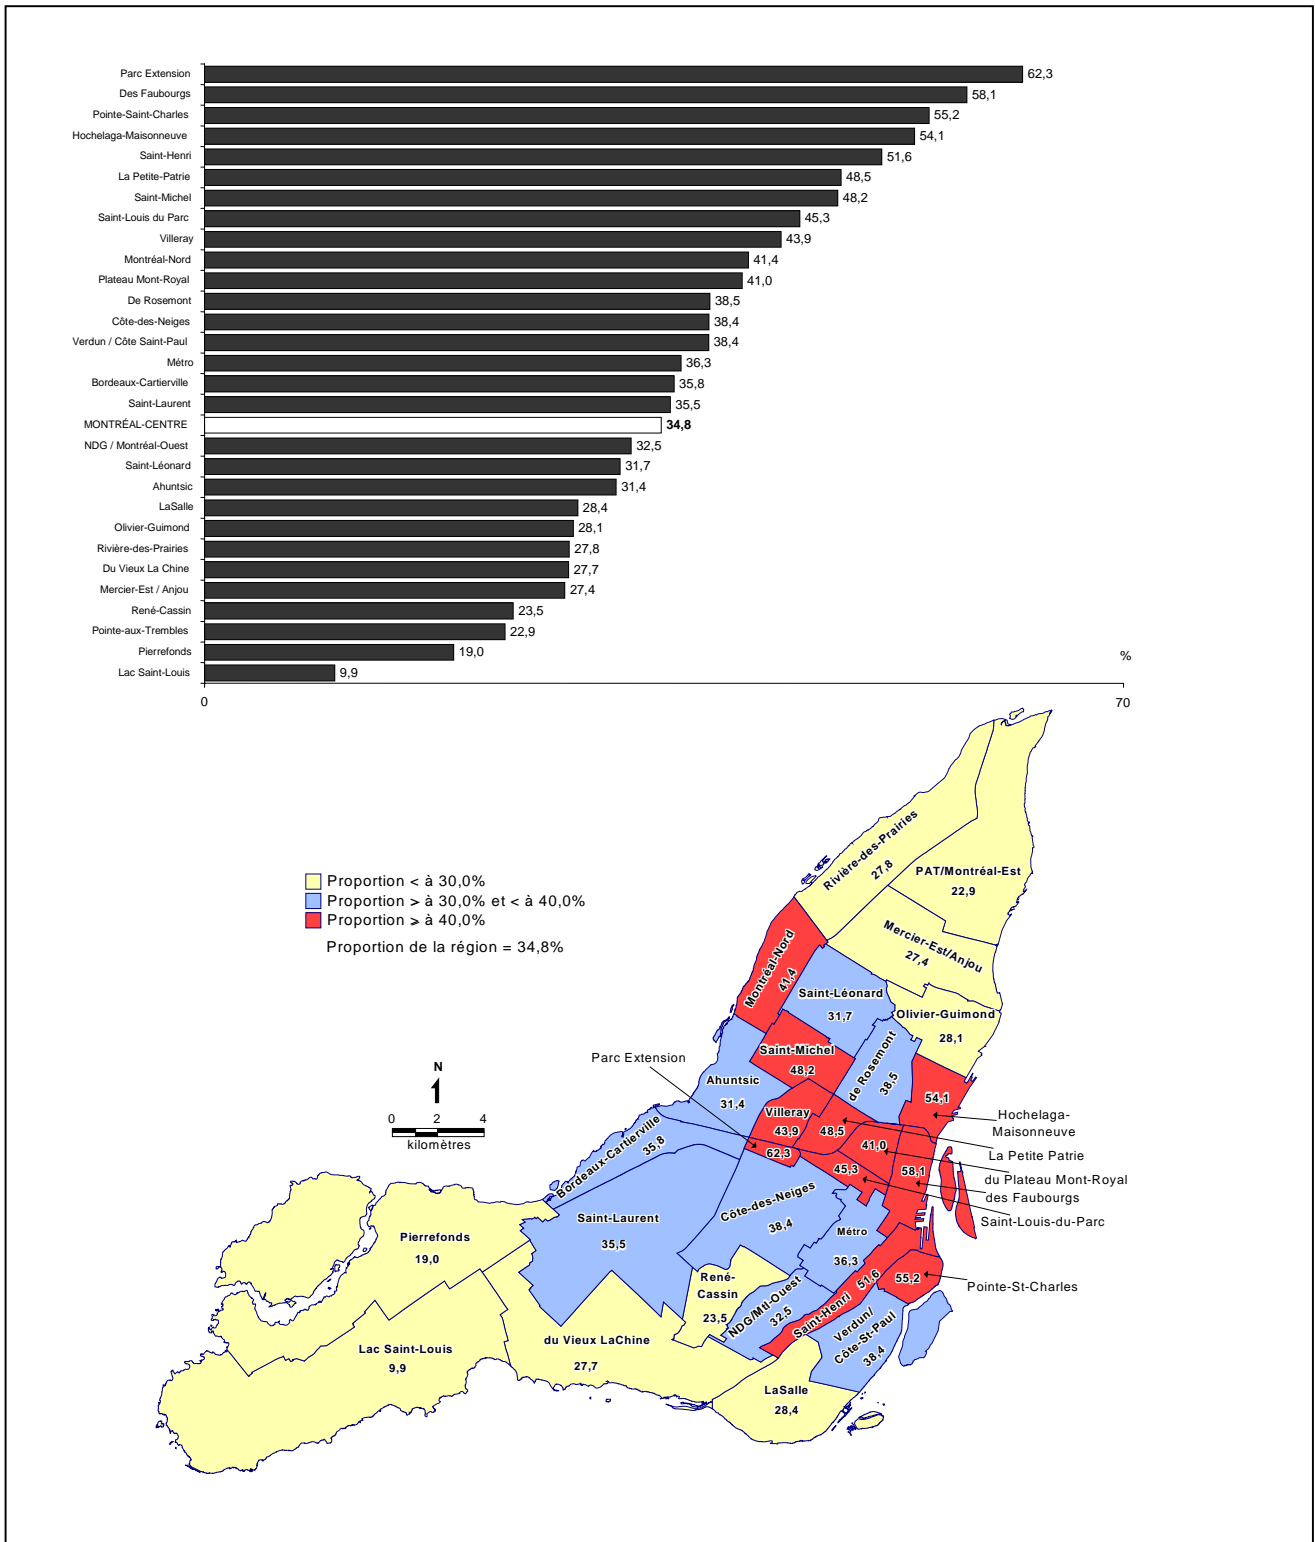 Parc Extension 62,3
Des Faubourgs 58,1
Pointe-Saint-Charles 55,2
Hochelaga-Maisonneuve 54,1
Saint-Henri 51,6
La Petite-Patrie 48,5
Saint-Michel 48,2
Saint-Louis du Parc 45,3
Villeray 43,9
Montréal-Nord 41,4
Plateau Mont-Royal 41,0
De Rosemont 38,5
Côte-des-Neiges 38,4
Verdun / Côte Saint-Paul 38,4
Métro 36,3
Bordeaux-Cartierville 35,8
Saint-Laurent 35,5
MONTRÉAL-CENTRE 34,8
NDG / Montréal-Ouest 32,5
Saint-Léonard 31,7
Ahuntsic 31,4
LaSalle 28,4
Olivier-Guimond 28,1
Rivière-des-Prairies 27,8
Du Vieux La Chine 27,7
Mercier-Est / Anjou 27,4
René-Cassin 23,5
Pointe-aux-Trembles 22,9
Pierrefonds 19,0
%
Lac Saint-Louis 9,9
0 70
Proportion < à 30,0%
Proportion > à 30,0% et < à 40,0%
Proportion ⩾ à 40,0%
Proportion de la région = 34,8%
Rivière-des-Prairies
27,8
PAT/Montréal-Est
22,9
Mercier-Est/Anjou
27,4
Montréal-Nord
41,4
Saint-Léonard
31,7
Olivier-Guimond
28,1
Saint-Michel
48,2
de Rosemont
38,5
Parc Extension
Ahuntsic
31,4
N
0 2 4
kilomètres
Villeray
43,9
48,5
54,1
Hochelaga-
Maisonneuve
La Petite Patrie
62,3
41,0
du Plateau Mont-Royal
45,3
58,1
des Faubourgs
Saint-Louis-du-Parc
Bordeaux-Cartierville
35,8
Saint-Laurent
35,5
Côte-des-Neiges
38,4
Métro
36,3
Pierrefonds
19,0
René-
Cassin
23,5
NDG/Mtl-Ouest
32,5
Saint-Henri 51,6
55,2
Pointe-St-Charles
Verdun/
Côte-St-Paul
38,4
Lac Saint-Louis
9,9
du Vieux LaChine
27,7
LaSalle
28,4